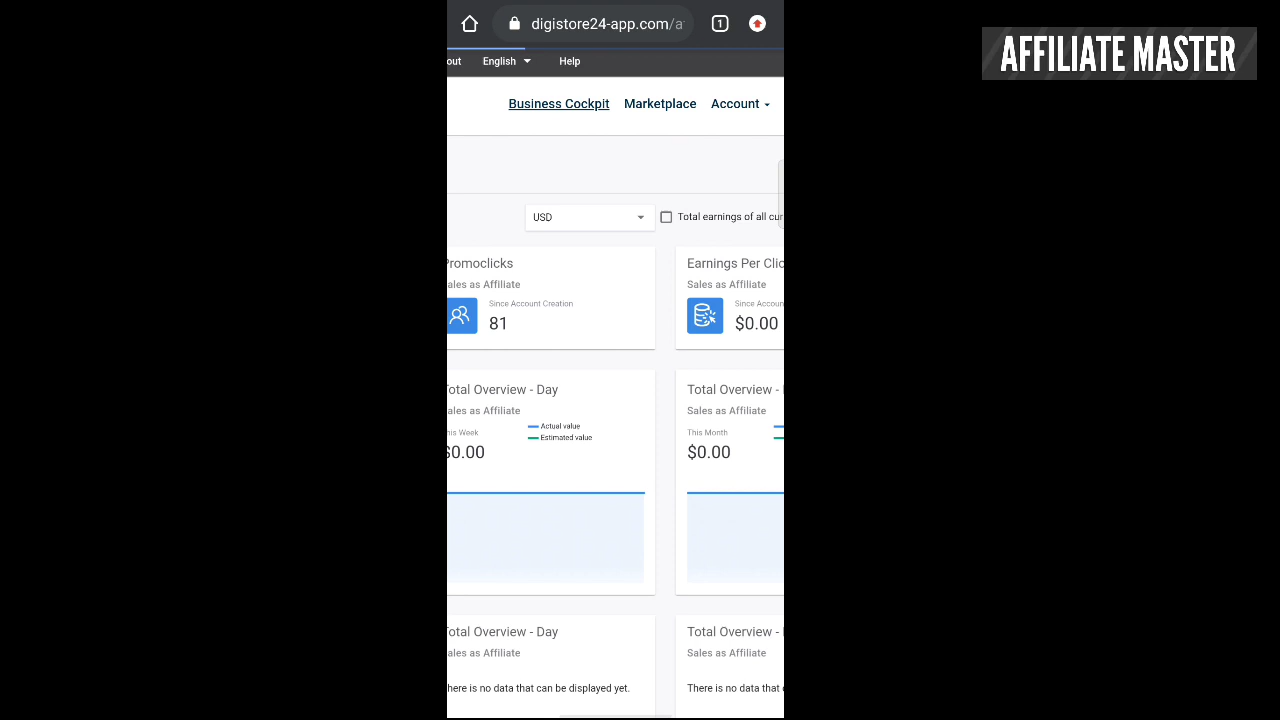 digistore24-app.com/a
1
AFFILIATE MASTER
out English Help
Business Cockpit Marketplace Account
USD Total earnings of all cur
Promoclicks
Sales as Affiliate
Since Account Creation
81
Earnings Per Clic
Sales as Affiliate
Since Accoun
$0.00
Total Overview - Day
ales as Affiliate
his Week
Actual value
Estimated value
$0.00
Total Overview -
Sales as Affiliate
This Month
$0.00
Total Overview - Day
ales as Affiliate
here is no data that can be displayed yet.
Total Overview -
Sales as Affiliate
There is no data that